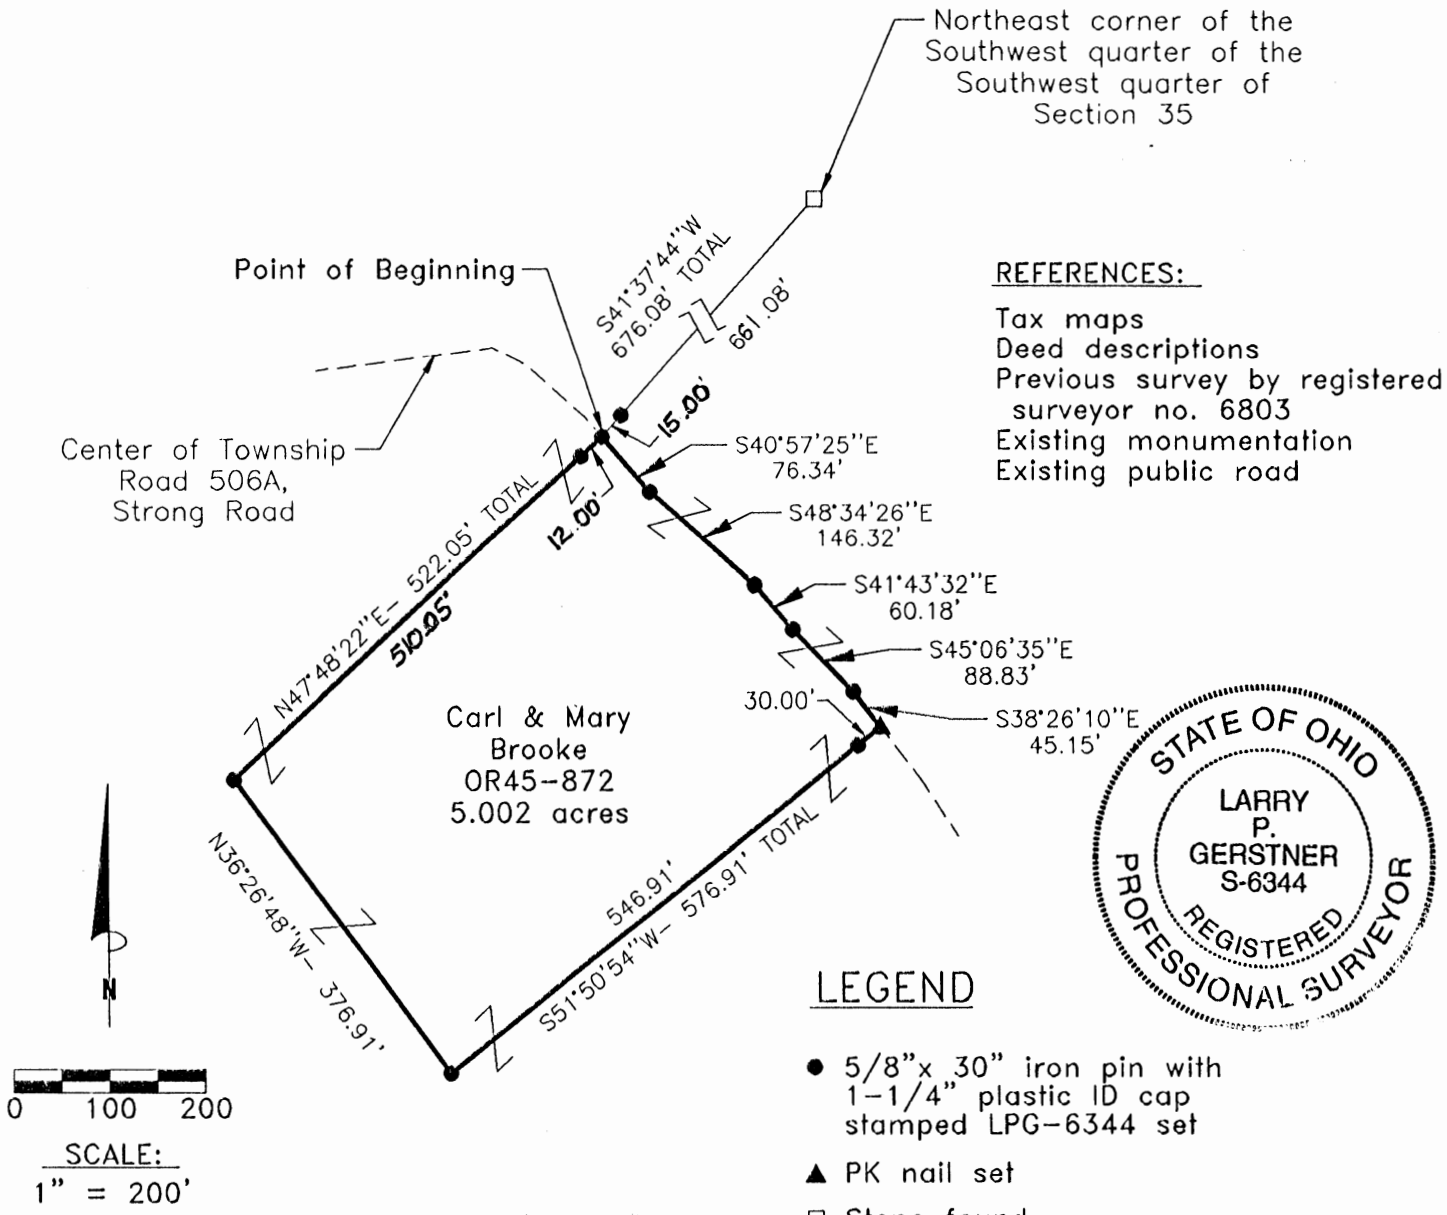 Northeast corner of the
Southwest quarter of the
Southwest quarter of
Section 35
S41°37'44"W
676.08' TOTAL
661.08'
Point of Beginning
REFERENCES:
Tax maps
Deed descriptions
Previous survey by registered
surveyor no. 6803
Existing monumentation
Existing public road
Center of Township
Road 506A,
Strong Road
15.00'
12.00'
S40°57'25"E
76.34'
S48°34'26"E
146.32'
S41°43'32"E
60.18'
S45°06'35"E
88.83'
30.00'
S38°26'10"E
45.15'
N47°48'22"E- 522.05' TOTAL
510.05'
Carl & Mary
Brooke
OR45-872
5.002 acres
N36°26'48"W- 376.91'
546.91'
S51°50'54"W- 576.91' TOTAL
STATE OF OHIO
LARRY
P.
GERSTNER
S-6344
REGISTERED
PROFESSIONAL SURVEYOR
N
0 100 200
SCALE:
1" = 200'
LEGEND
5/8"x 30" iron pin with
1-1/4" plastic ID cap
stamped LPG-6344 set
PK nail set
Stone found